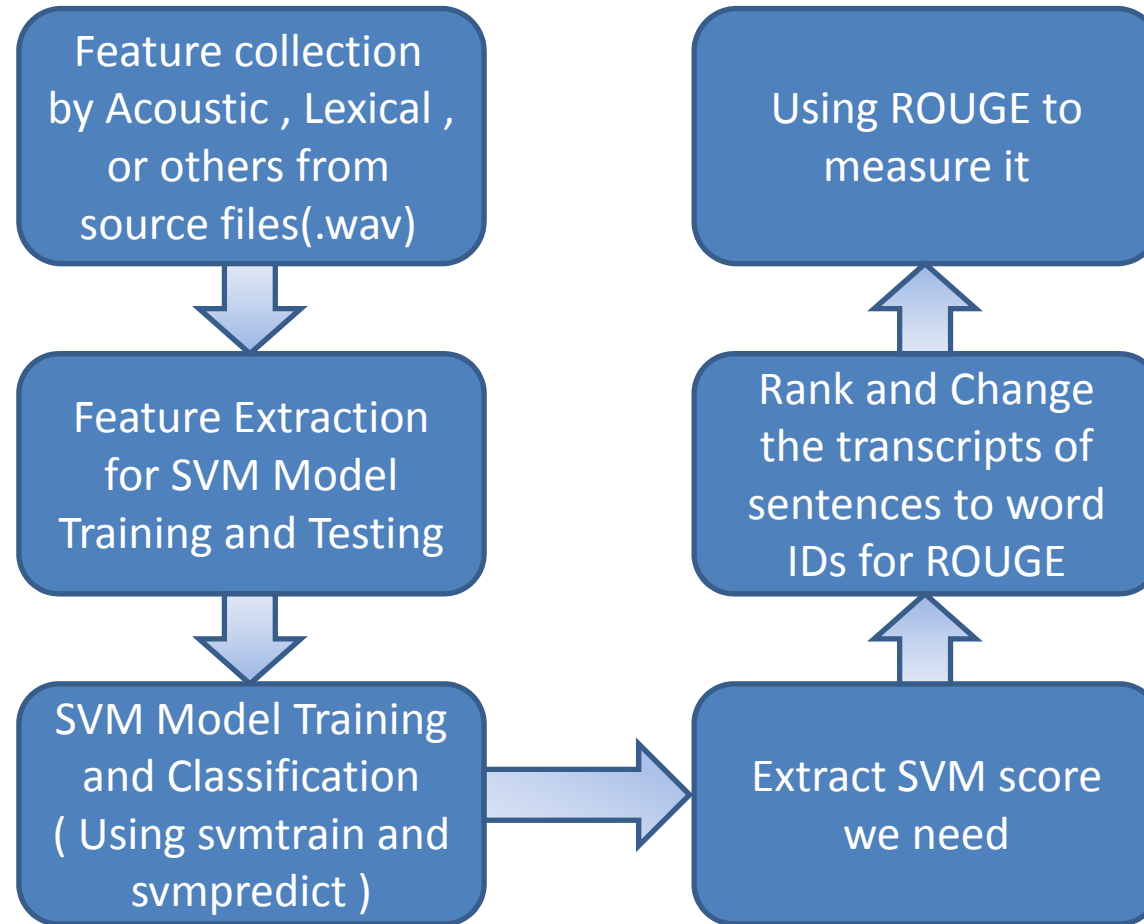 Feature collection
by Acoustic , Lexical ,
or others from
source files(.wav)
Feature Extraction
for SVM Model
Training and Testing
SVM Model Training
and Classification
( Using svmtrain and
svmpredict )
Extract SVM score
we need
Rank and Change
the transcripts of
sentences to word
IDs for ROUGE
Using ROUGE to
measure it